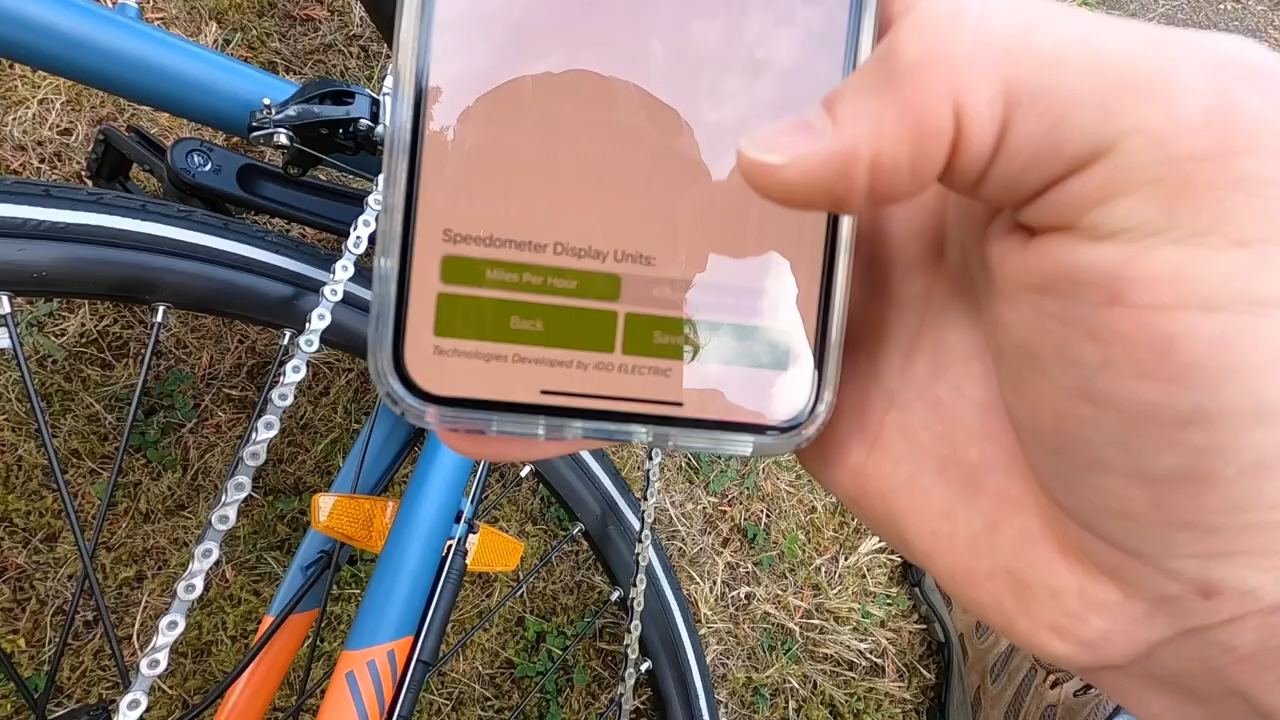 Speedometer Display Units:
Miles Per Hour
Back Save
Technologies Developed by iGO ELECTRIC